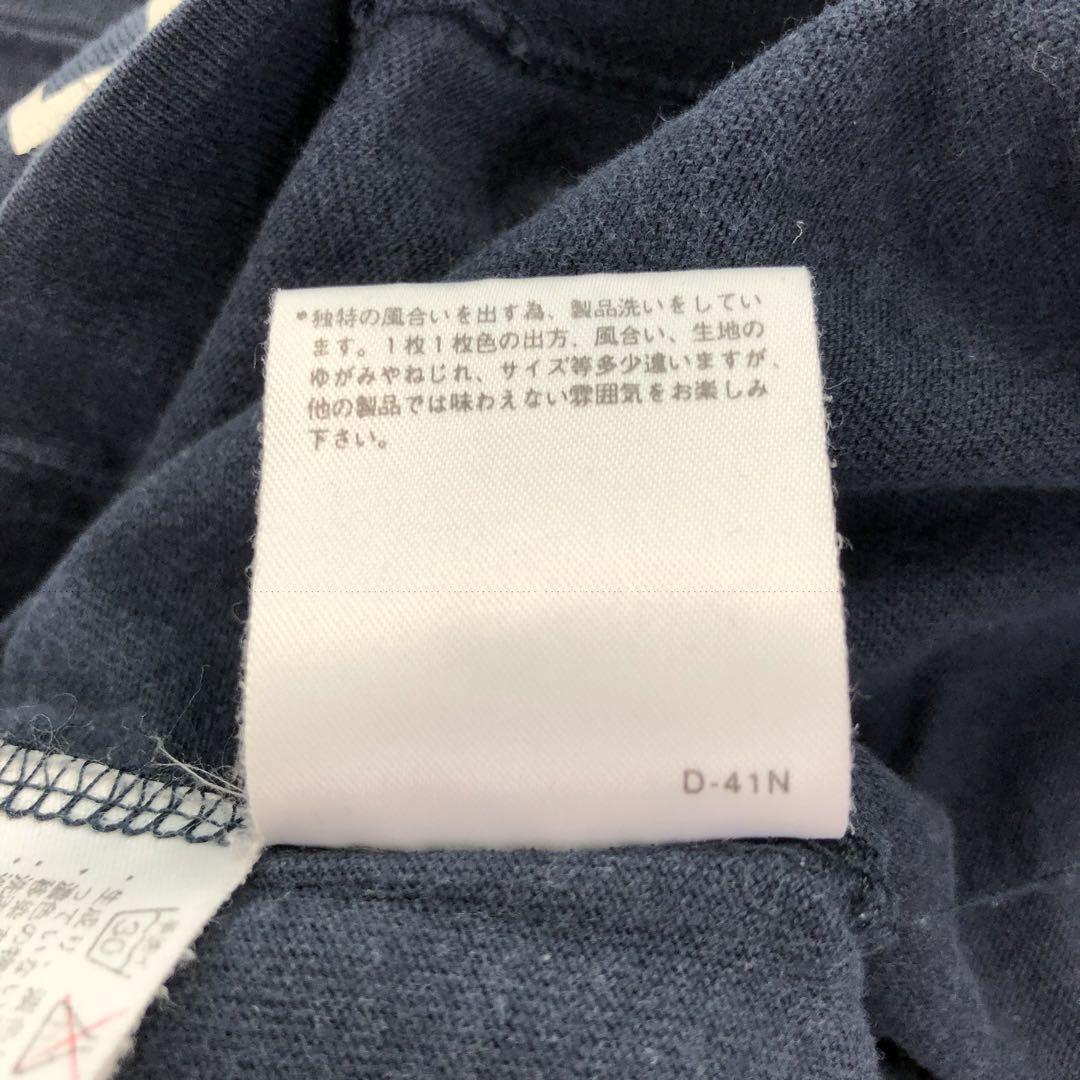 *独特の風合いを出す為、製品洗いをしてい
ます。1枚1枚色の出方、風合い、生地の
ゆがみやねじれ、サイズ等多少違いますが、
他の製品では味わえない雰囲気をお楽しみ
下さい。
D-41N
30